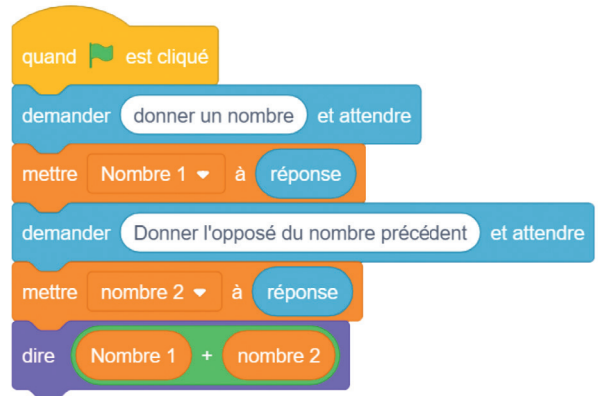 quand est cliqué
demander donner un nombre et attendre
mettre Nombre 1 à réponse
demander Donner l'opposé du nombre précédent et attendre
mettre nombre 2 à réponse
dire Nombre 1 + nombre 2